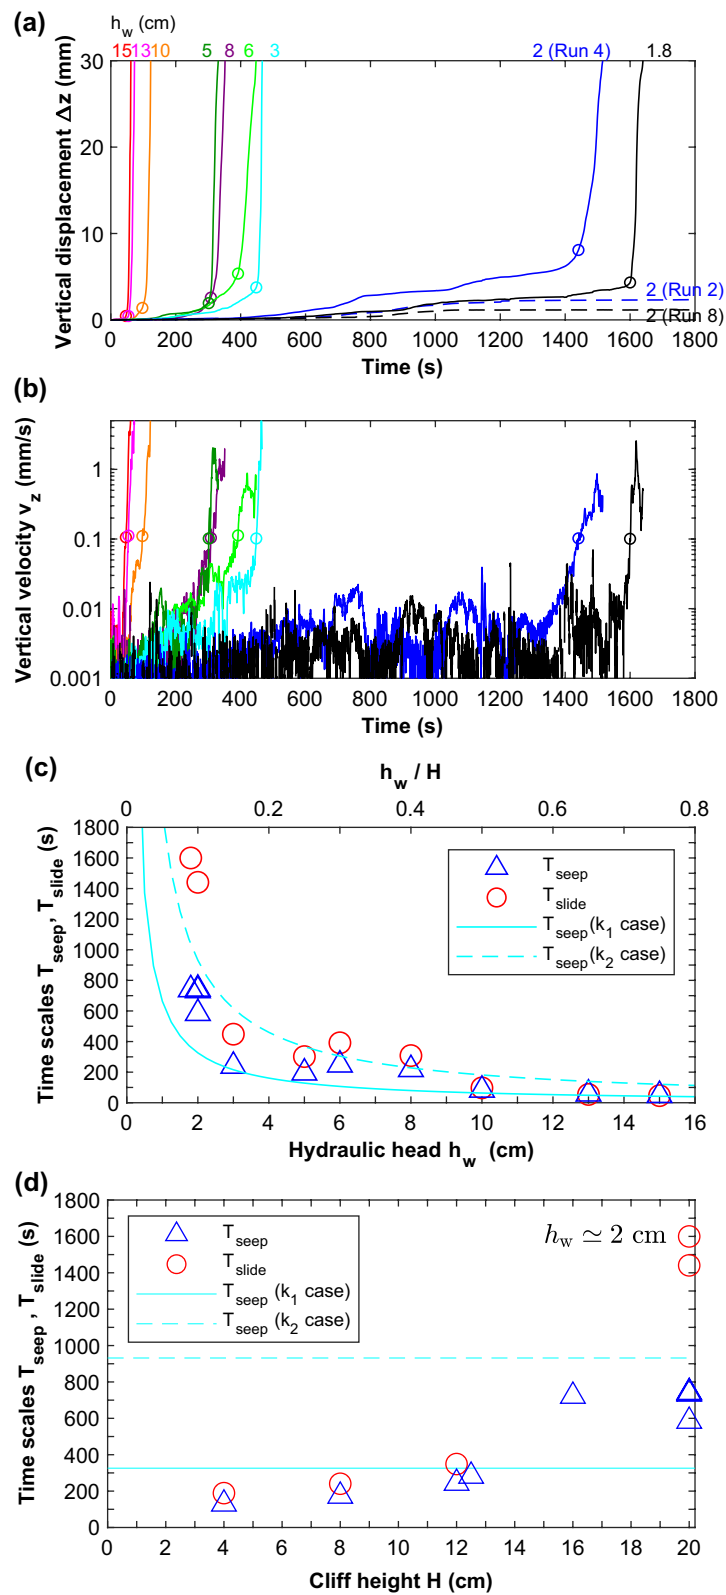 (a)
h_w (cm)
15 13 10 5 8 6 3 2 (Run 4) 1.8
30
20
10
0
Vertical displacement Δz (mm)
2 (Run 2)
2 (Run 8)
0 200 400 600 800 1000 1200 1400 1600 1800
Time (s)
(b)
Vertical velocity v_z (mm/s)
1
0.1
0.01
0.001
0 200 400 600 800 1000 1200 1400 1600 1800
Time (s)
(c)
h_w / H
0 0.2 0.4 0.6 0.8
Time scales T_seep, T_slide (s)
1800
1600
1400
1200
1000
800
600
400
200
0
T_seep
T_slide
T_seep(k_1 case)
T_seep(k_2 case)
0 2 4 6 8 10 12 14 16
Hydraulic head h_w (cm)
(d)
Time scales T_seep , T_slide (s)
1800
1600
1400
1200
1000
800
600
400
200
0
T_seep
T_slide
T_seep (k_1 case)
T_seep (k_2 case)
h_w ≃ 2 cm
0 2 4 6 8 10 12 14 16 18 20
Cliff height H (cm)